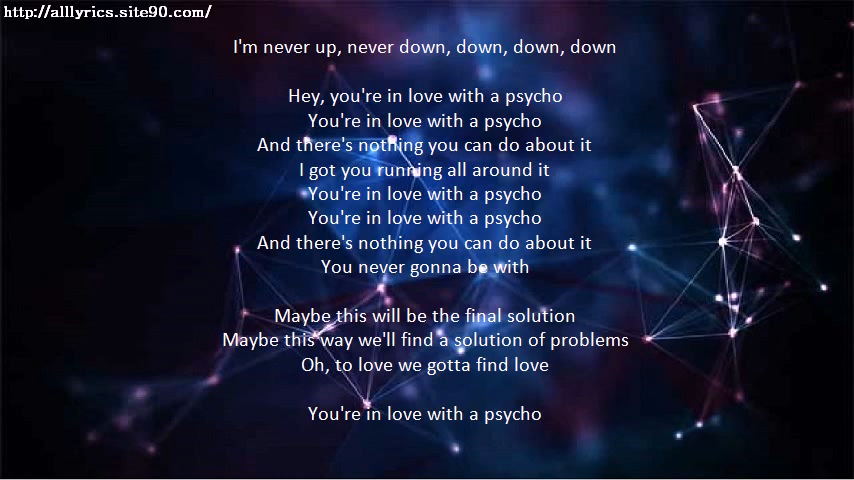 http://alllyrics.site90.com/
I'm never up, never down, down, down, down
Hey, you're in love with a psycho
You're in love with a psycho
And there's nothing you can do about it
I got you running all around it
You're in love with a psycho
You're in love with a psycho
And there's nothing you can do about it
You never gonna be with
Maybe this will be the final solution
Maybe this way we'll find a solution of problems
Oh, to love we gotta find love
You're in love with a psycho